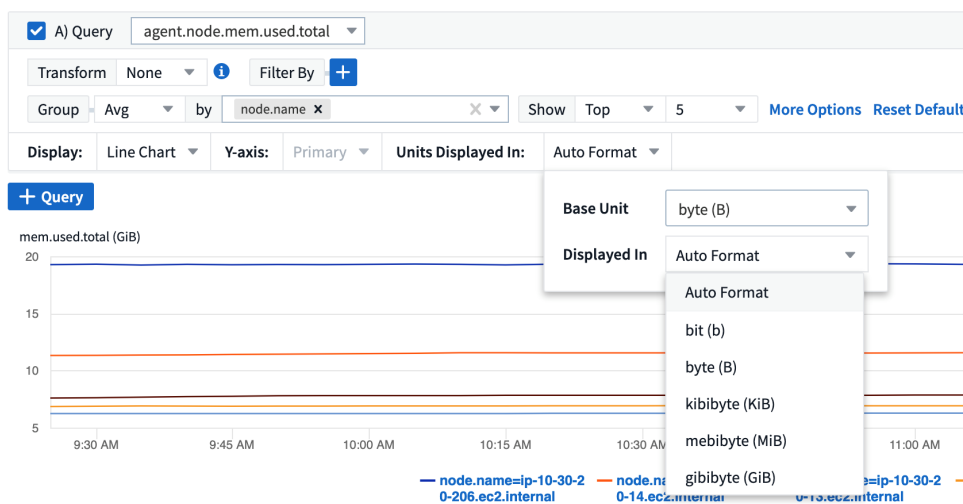 A) Query agent.node.mem.used.total
Transform None i Filter By +
Group Avg by node.name × × Show Top 5 More Options Reset Default
Display: Line Chart Y-axis: Primary Units Displayed In: Auto Format
+ Query
Base Unit byte (B)
Displayed In Auto Format
Auto Format
bit (b)
byte (B)
kibibyte (KiB)
mebibyte (MiB)
gibibyte (GiB)
mem.used.total (GiB)
20
15
10
5
9:30 AM 9:45 AM 10:00 AM 10:15 AM 10:30 AM 11:00 AM
node.name=ip-10-30-2
0-206.ec2.internal
node.na
0-14.ec2.internal
e=ip-10-30-2
0-13.ec2.internal